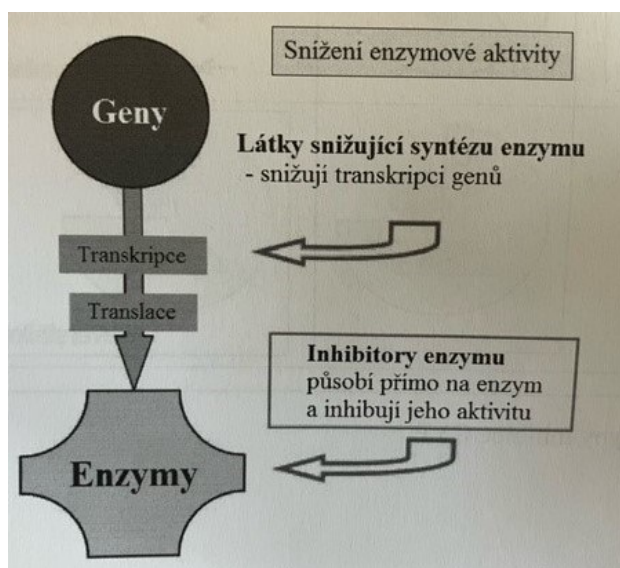 Snížení enzymové aktivity
Geny
Látky snižující syntézu enzymu
- snižují transkripci genů
Transkripce
Translace
Inhibitory enzymu
působí přímo na enzym
a inhibují jeho aktivitu
Enzymy